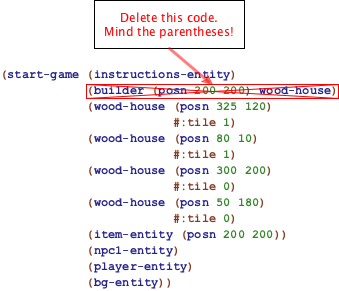 Delete this code.
Mind the parentheses!
(start-game (instructions-entity)
(builder (posn 200 200) wood-house)
(wood-house (posn 325 120)
#:tile 1)
(wood-house (posn 80 10)
#:tile 1)
(wood-house (posn 300 200)
#:tile 0)
(wood-house (posn 50 180)
#:tile 0)
(item-entity (posn 200 200))
(npc1-entity)
(player-entity)
(bg-entity))